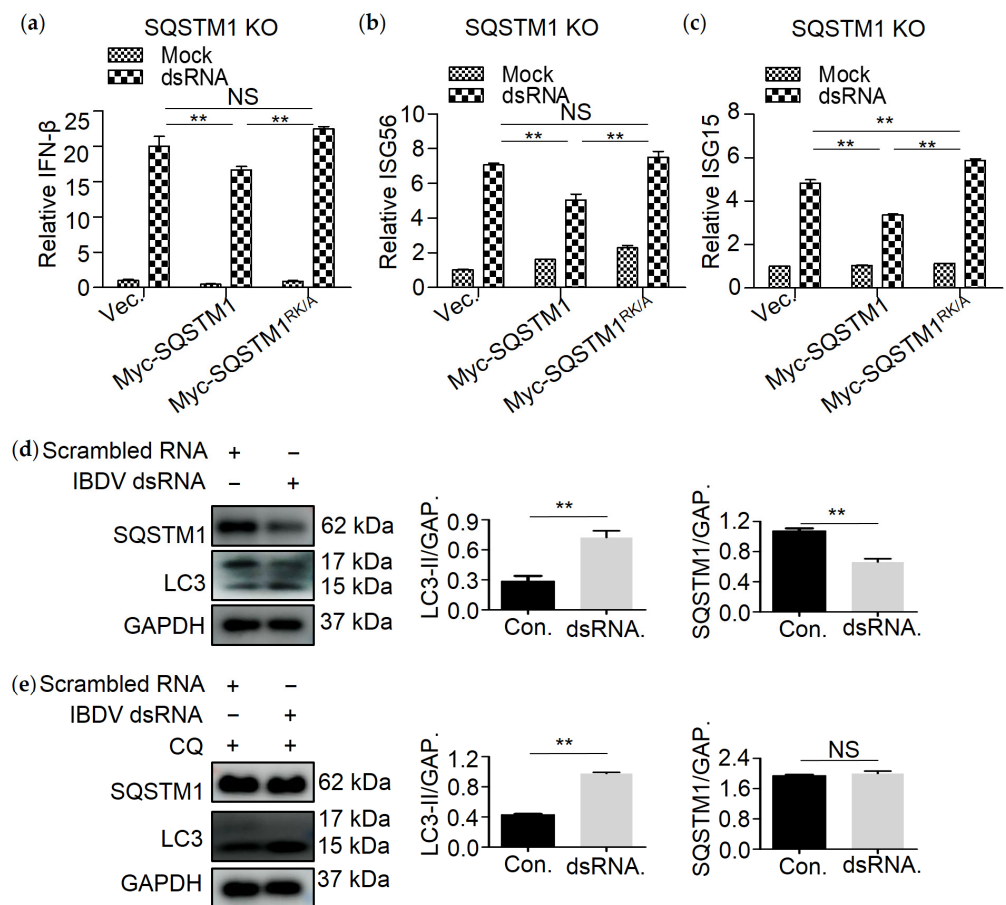 (a) SQSTM1 KO
Mock
dsRNA
NS
** **
Relative IFN-β
25
20
15
10
5
0
Vec.
Myc-SQSTM1
Myc-SQSTM1RK/A
(b) SQSTM1 KO
Mock
dsRNA
NS
** **
Relative ISG56
10
8
6
4
2
0
Vec.
Myc-SQSTM1
Myc-SQSTM1RK/A
(c) SQSTM1 KO
Mock
dsRNA
**
** **
Relative ISG15
8
6
4
2
0
Vec.
Myc-SQSTM1
Myc-SQSTM1RK/A
(d) Scrambled RNA + −
IBDV dsRNA − +
SQSTM1 62 kDa
17 kDa
LC3 15 kDa
GAPDH 37 kDa
LC3-II/GAP.
0.9
0.6
0.3
0.0
**
Con. dsRNA.
SQSTM1/GAP.
1.2
0.8
0.4
0.0
**
Con. dsRNA.
(e) Scrambled RNA + −
IBDV dsRNA − +
CQ + +
SQSTM1 62 kDa
17 kDa
LC3 15 kDa
GAPDH 37 kDa
LC3-II/GAP.
1.2
0.8
0.4
0.0
**
Con. dsRNA.
SQSTM1/GAP.
2.4
1.8
1.2
0.6
0.0
NS
Con. dsRNA.